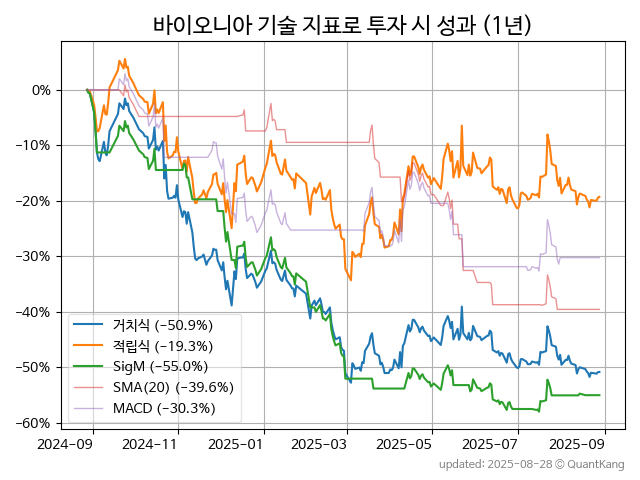 바이오니아 기술 지표로 투자 시 성과 (1년)
0%
−10%
−20%
−30%
−40%
−50%
−60%
거치식 (−50.9%)
적립식 (−19.3%)
SigM (−55.0%)
SMA(20) (−39.6%)
MACD (−30.3%)
2024−09 2024−11 2025−01 2025−03 2025−05 2025−07 2025−09
updated: 2025−08−28 © QuantKang